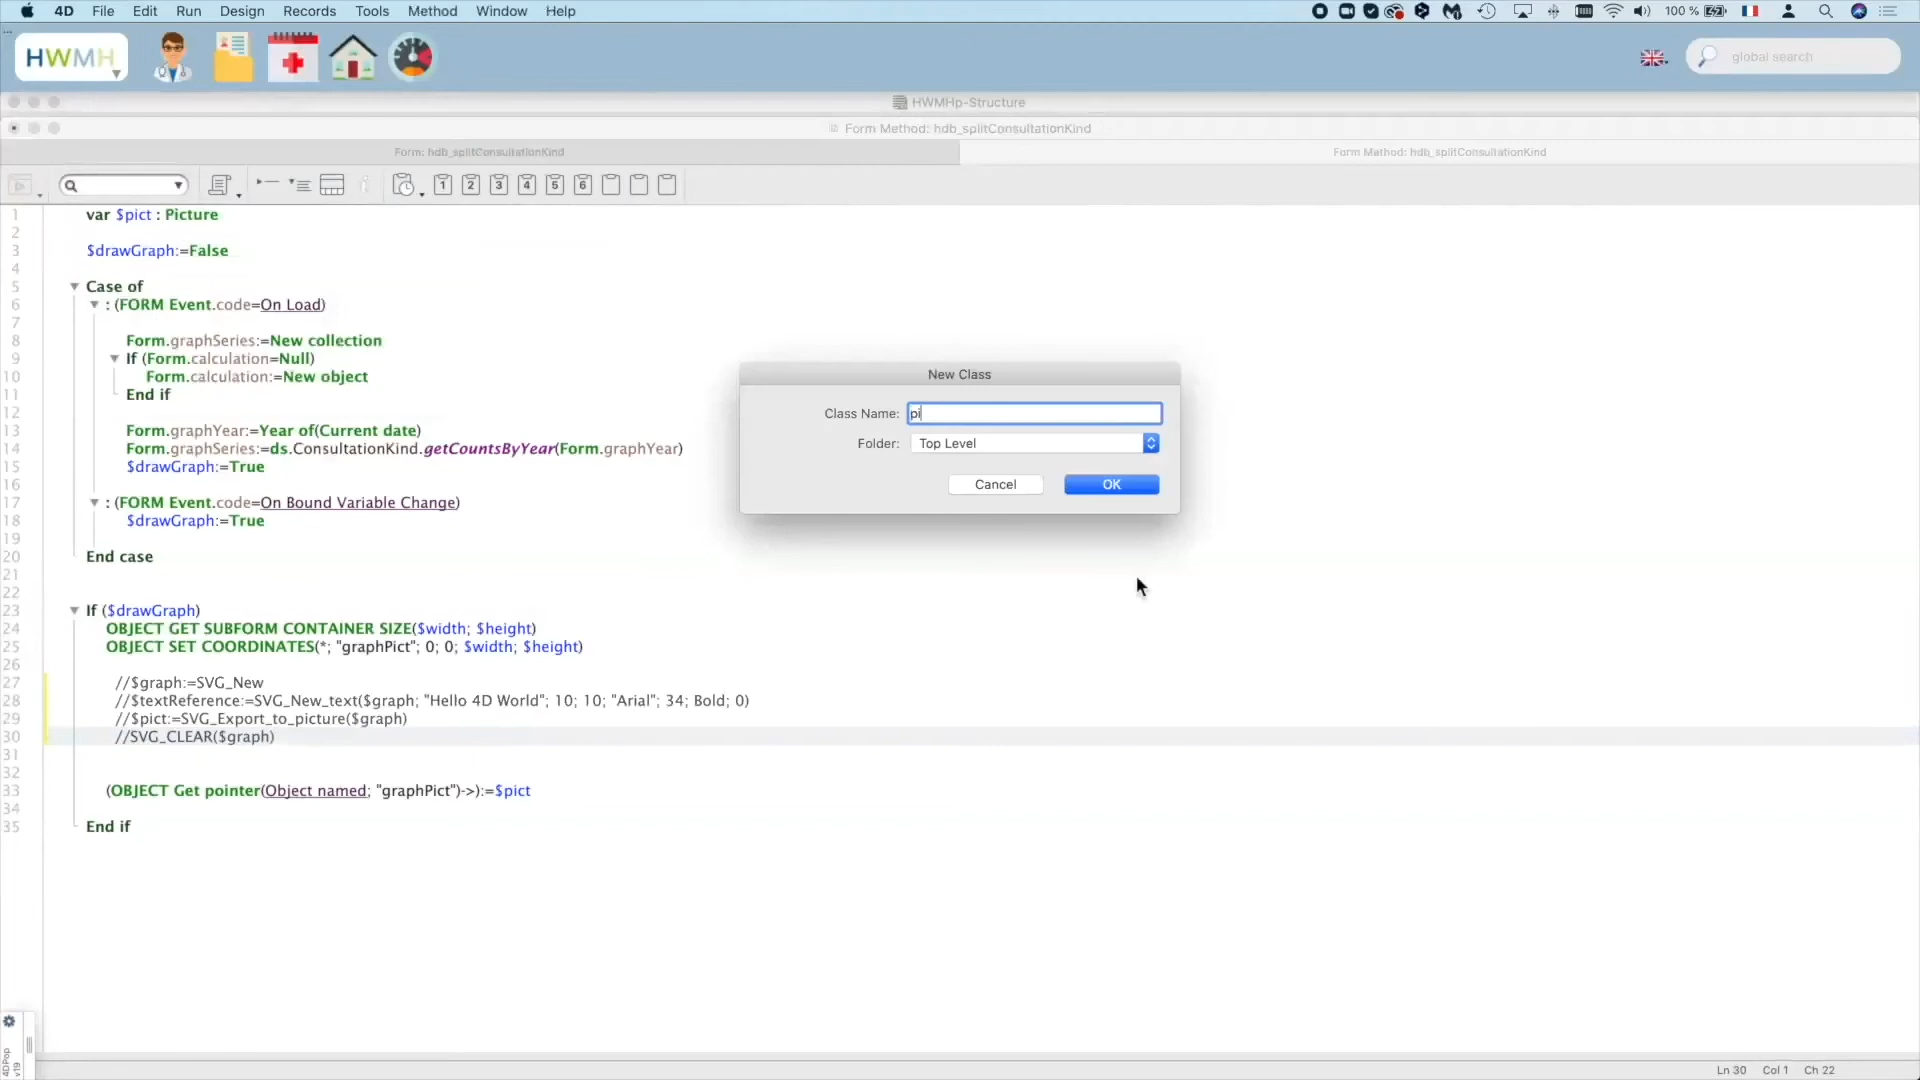 4D File Edit Run Design Records Tools Method Window Help 100 %
HWMH global search
HWMHp-Structure
Form Method: hdb_splitConsultationKind
Form: hdb_splitConsultationKind Form Method: hdb_splitConsultationKind
1 2 3 4 5 6
1 var $pict : Picture
2
3 $drawGraph:=False
4
5 Case of
6 : (FORM Event.code=On Load)
7
8 Form.graphSeries:=New collection
9 If (Form.calculation=Null)
10 Form.calculation:=New object
11 End if
12
13 Form.graphYear:=Year of(Current date)
14 Form.graphSeries:=ds.ConsultationKind.getCountsByYear(Form.graphYear)
15 $drawGraph:=True
16
17 : (FORM Event.code=On Bound Variable Change)
18 $drawGraph:=True
19
20 End case
21
22
23 If ($drawGraph)
24 OBJECT GET SUBFORM CONTAINER SIZE($width; $height)
25 OBJECT SET COORDINATES(*; "graphPict"; 0; 0; $width; $height)
26
27 //$graph:=SVG_New
28 //$textReference:=SVG_New_text($graph; "Hello 4D World"; 10; 10; "Arial"; 34; Bold; 0)
29 //$pict:=SVG_Export_to_picture($graph)
30 //SVG_CLEAR($graph)
31
32
33 (OBJECT Get pointer(Object named; "graphPict")->):=$pict
34
35 End if
New Class
Class Name: pi
Folder: Top Level
Cancel OK
4DPop
v19
Ln 30 Col 1 Ch 22